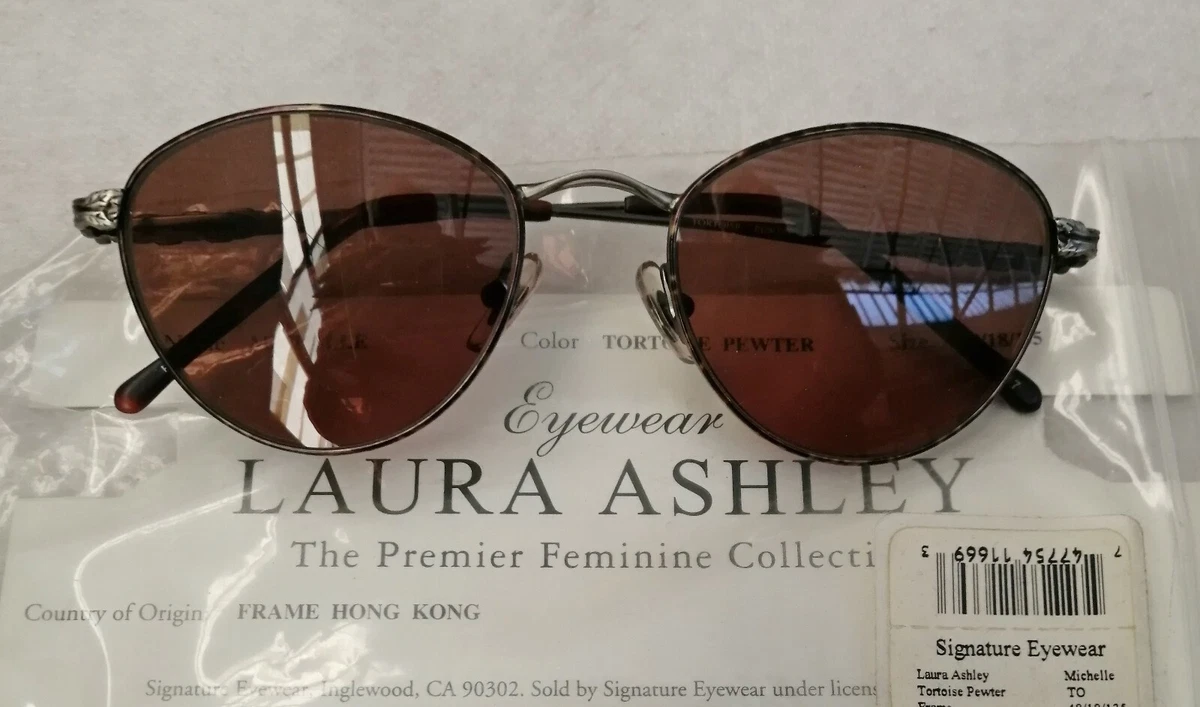 Color TORTOISE PEWTER
Eyewear
LAURA ASHLEY
The Premier Feminine Collecti
Country of Origin FRAME HONG KONG
Signature Eyewear, Inglewood, CA 90302. Sold by Signature Eyewear under licens
7 47754 11669 3
Signature Eyewear
Laura Ashley Michelle
Tortoise Pewter TO
Frame